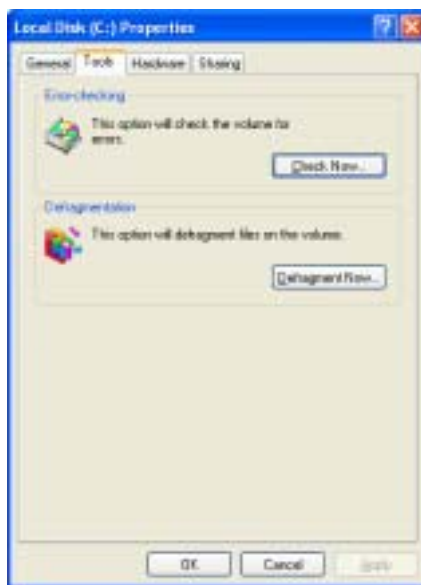 Local Disk (C:) Properties
General Tools Hardware Sharing
Error-checking
This option will check the volume for
errors.
Check Now...
Defragmentation
This option will defragment files on the volume.
Defragment Now...
OK Cancel Apply